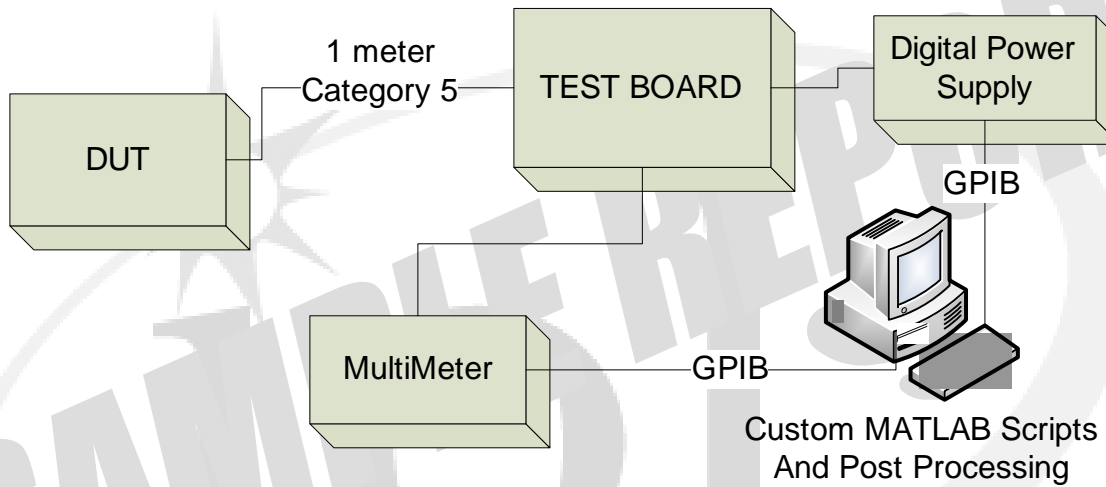 1 meter
Category 5
DUT
TEST BOARD
Digital Power
Supply
GPIB
MultiMeter
GPIB
Custom MATLAB Scripts
And Post Processing
SAMPLE REPOR